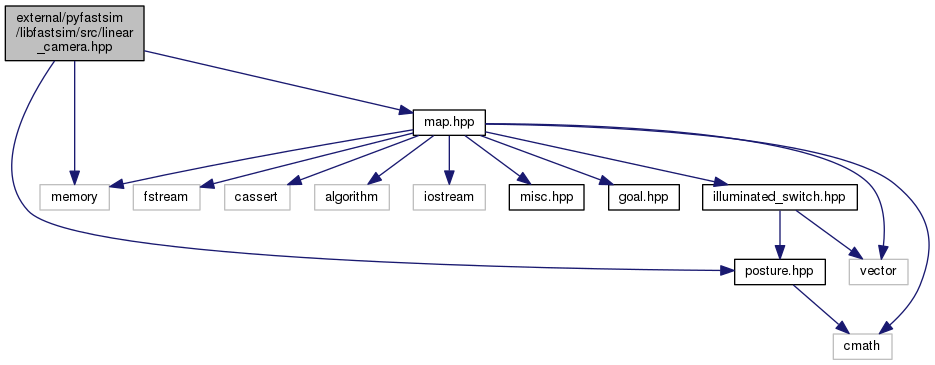 external/pyfastsim
/libfastsim/src/linear
_camera.hpp
map.hpp
memory
fstream
cassert
algorithm
iostream
misc.hpp
goal.hpp
illuminated_switch.hpp
posture.hpp
vector
cmath